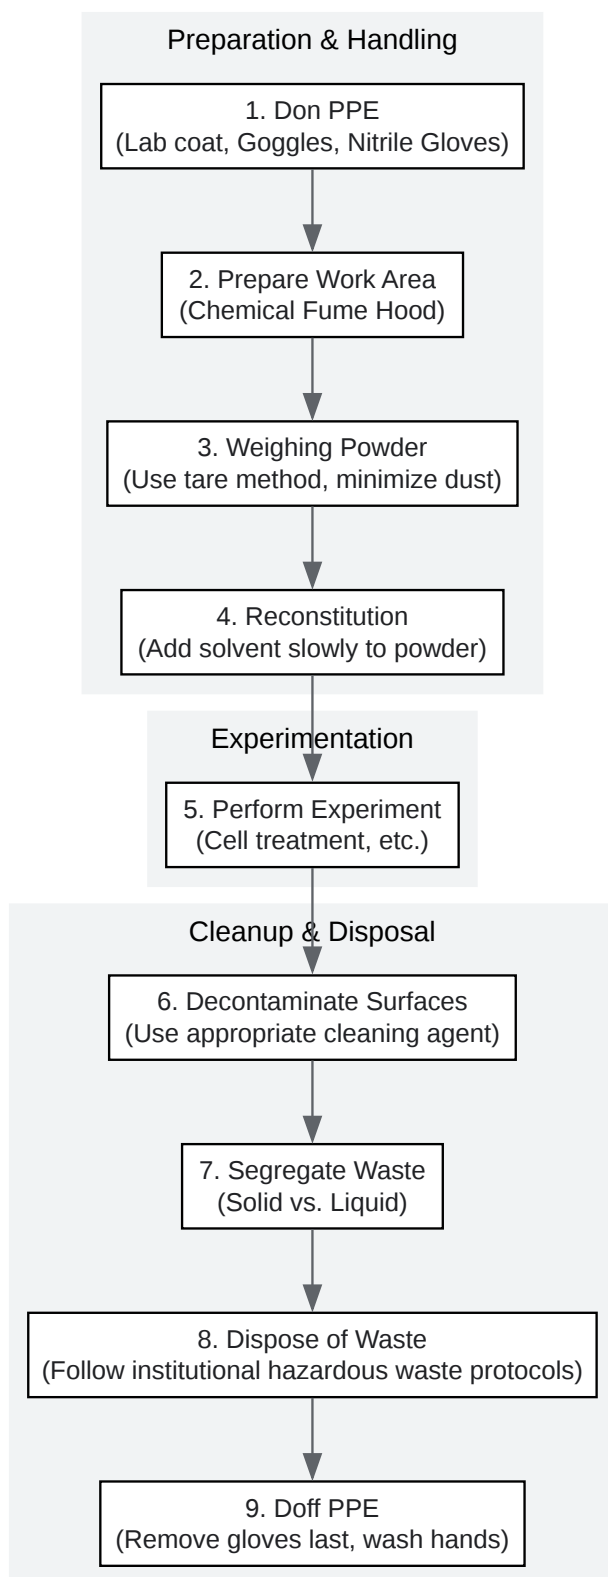 Preparation & Handling
1. Don PPE
(Lab coat, Goggles, Nitrile Gloves)
2. Prepare Work Area
(Chemical Fume Hood)
3. Weighing Powder
(Use tare method, minimize dust)
4. Reconstitution
(Add solvent slowly to powder)
Experimentation
5. Perform Experiment
(Cell treatment, etc.)
Cleanup & Disposal
6. Decontaminate Surfaces
(Use appropriate cleaning agent)
7. Segregate Waste
(Solid vs. Liquid)
8. Dispose of Waste
(Follow institutional hazardous waste protocols)
9. Doff PPE
(Remove gloves last, wash hands)